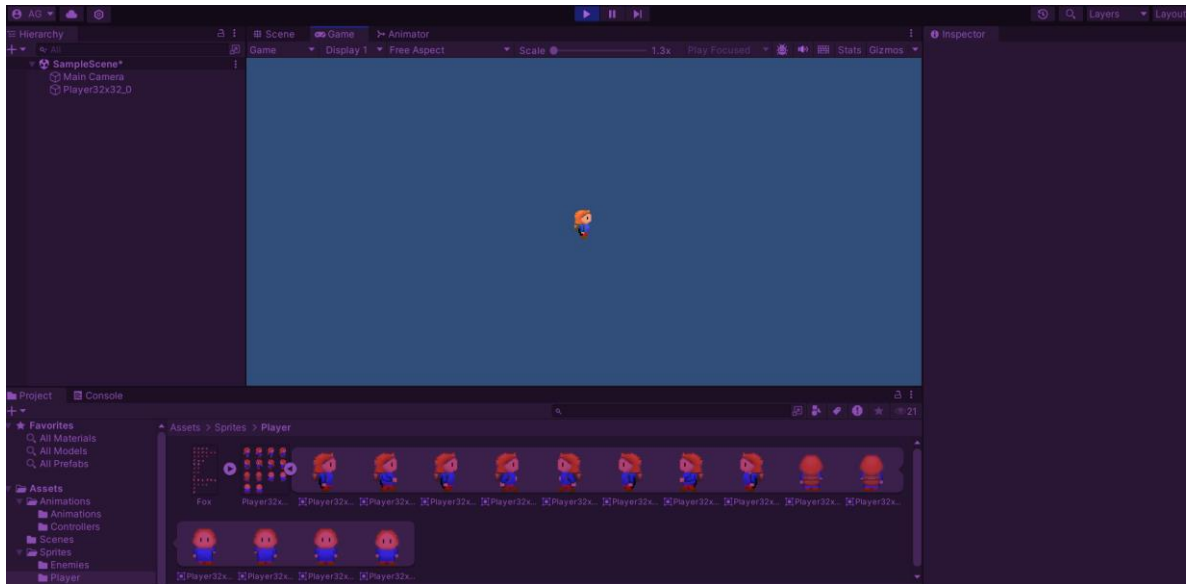 AG Layers Layout
Hierarchy Scene Game Animator Inspector
All Game Display 1 Free Aspect Scale 1.3x Play Focused Stats Gizmos
SampleScene*
Main Camera
Player32x32_0
Project Console
21
Favorites Assets > Sprites > Player
All Materials
All Models
All Prefabs
Assets
Animations Fox Player32x... Player32x... Player32x... Player32x... Player32x... Player32x... Player32x... Player32x... Player32x... Player32x... Player32x...
Animations
Controllers
Scenes
Sprites
Enemies
Player Player32x... Player32x... Player32x... Player32x...